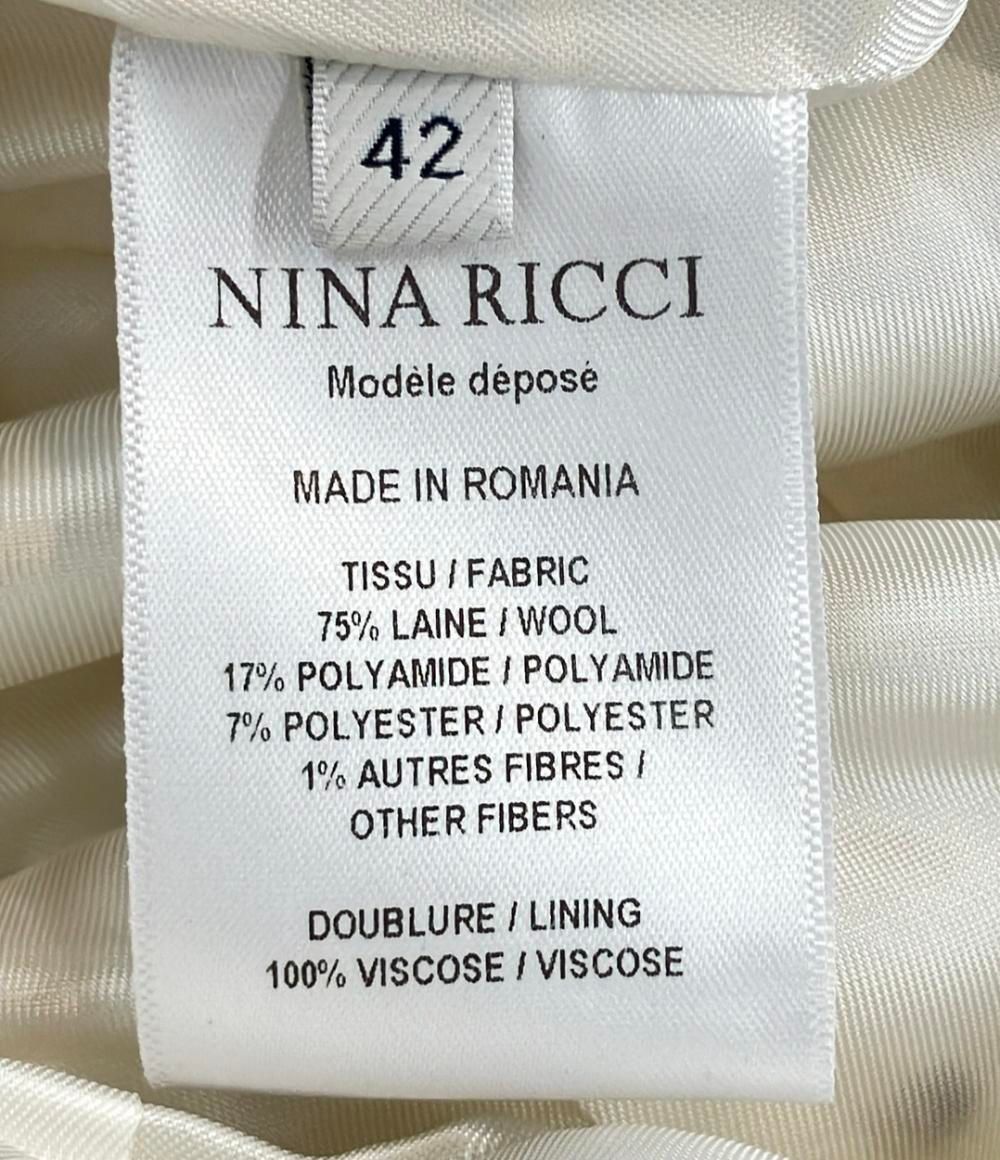 42
NINA RICCI
Modèle déposé
MADE IN ROMANIA
TISSU / FABRIC
75% LAINE / WOOL
17% POLYAMIDE / POLYAMIDE
7% POLYESTER / POLYESTER
1% AUTRES FIBRES /
OTHER FIBERS
DOUBLURE / LINING
100% VISCOSE / VISCOSE